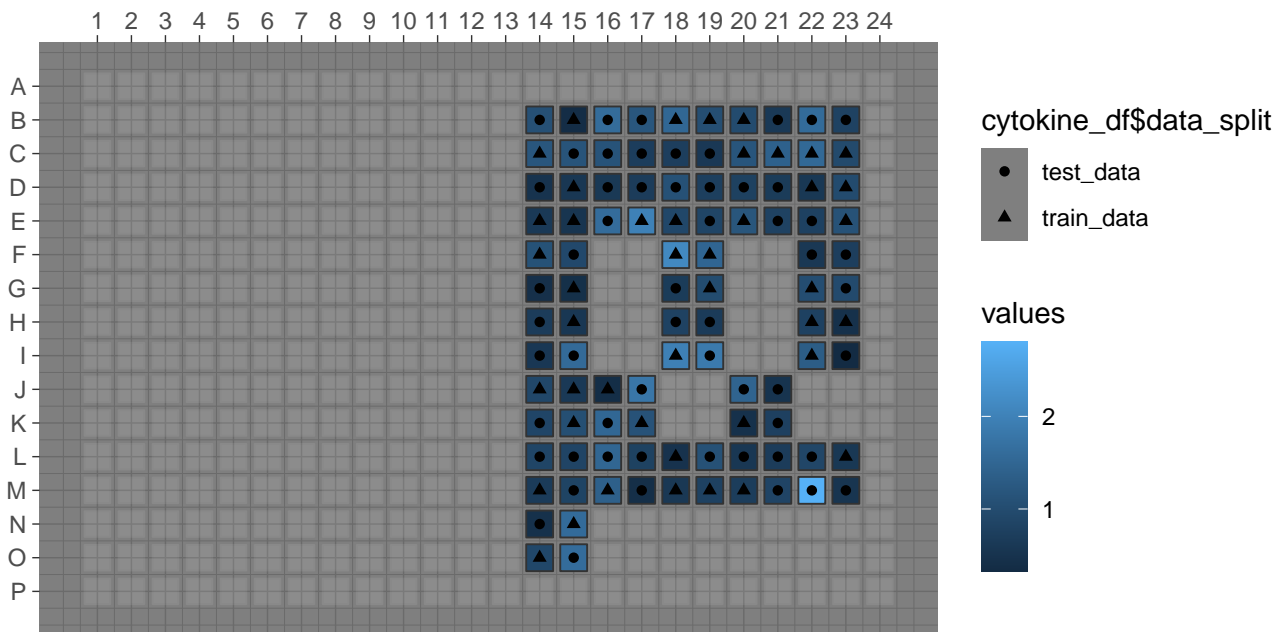 1 2 3 4 5 6 7 8 9 10 11 12 13 14 15 16 17 18 19 20 21 22 23 24
A
B
C
D
E
F
G
H
I
J
K
L
M
N
O
P
cytokine_df$data_split
test_data
train_data
values
2
1